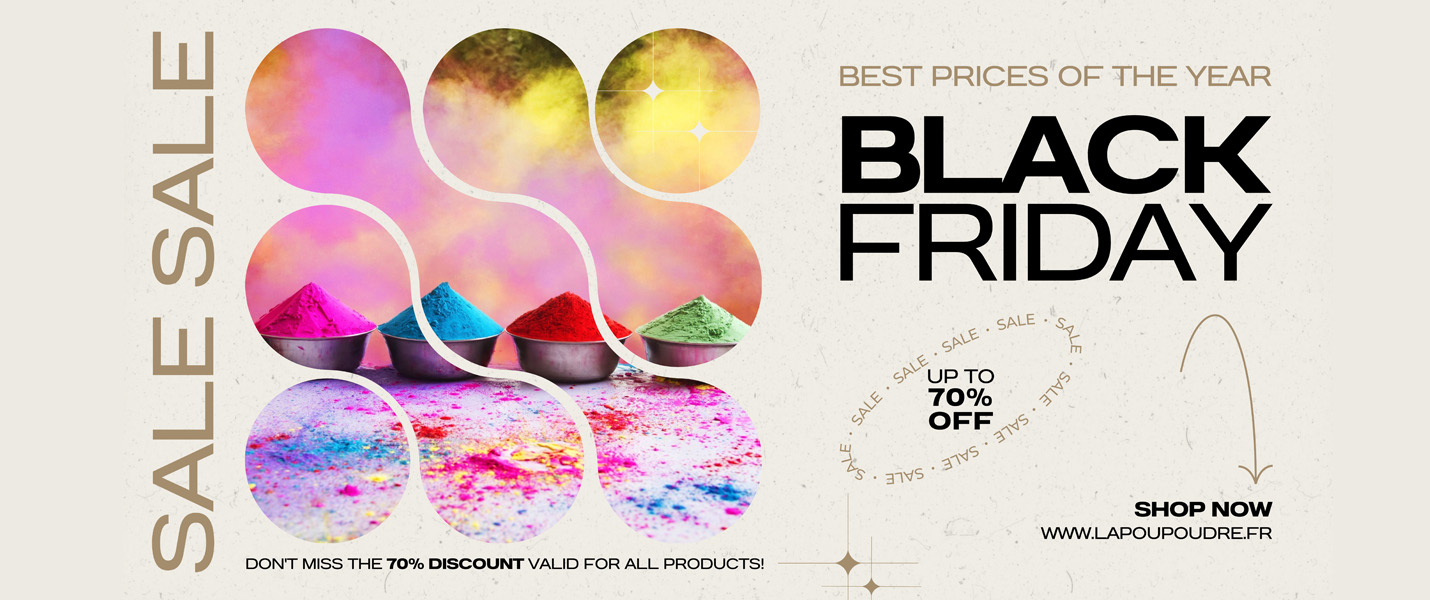 SALE SALE
DON'T MISS THE 70% DISCOUNT VALID FOR ALL PRODUCTS!
BEST PRICES OF THE YEAR
BLACK
FRIDAY
SALE · SALE · SALE · SALE · SALE · SALE · SALE · SALE · SALE · SALE
UP TO
70%
OFF
SHOP NOW
WWW.LAPOUPOUDRE.FR